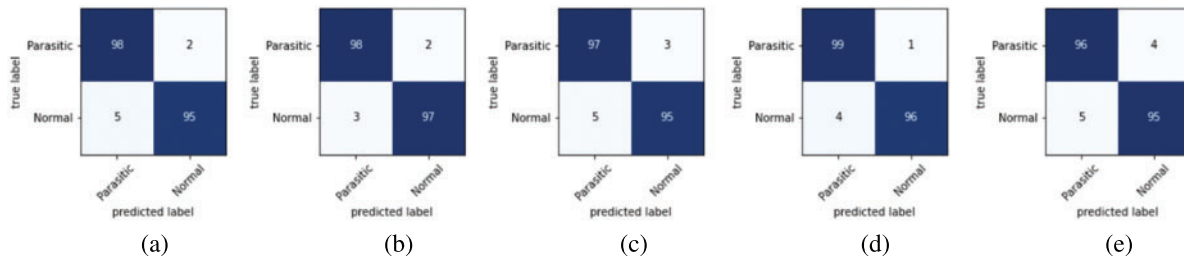 true label
Parasitic
98
2
Normal
5
95
Parasitic
Normal
predicted label
(a)
true label
Parasitic
98
2
Normal
3
97
Parasitic
Normal
predicted label
(b)
true label
Parasitic
97
3
Normal
5
95
Parasitic
Normal
predicted label
(c)
true label
Parasitic
99
1
Normal
4
96
Parasitic
Normal
predicted label
(d)
true label
Parasitic
96
4
Normal
5
95
Parasitic
Normal
predicted label
(e)